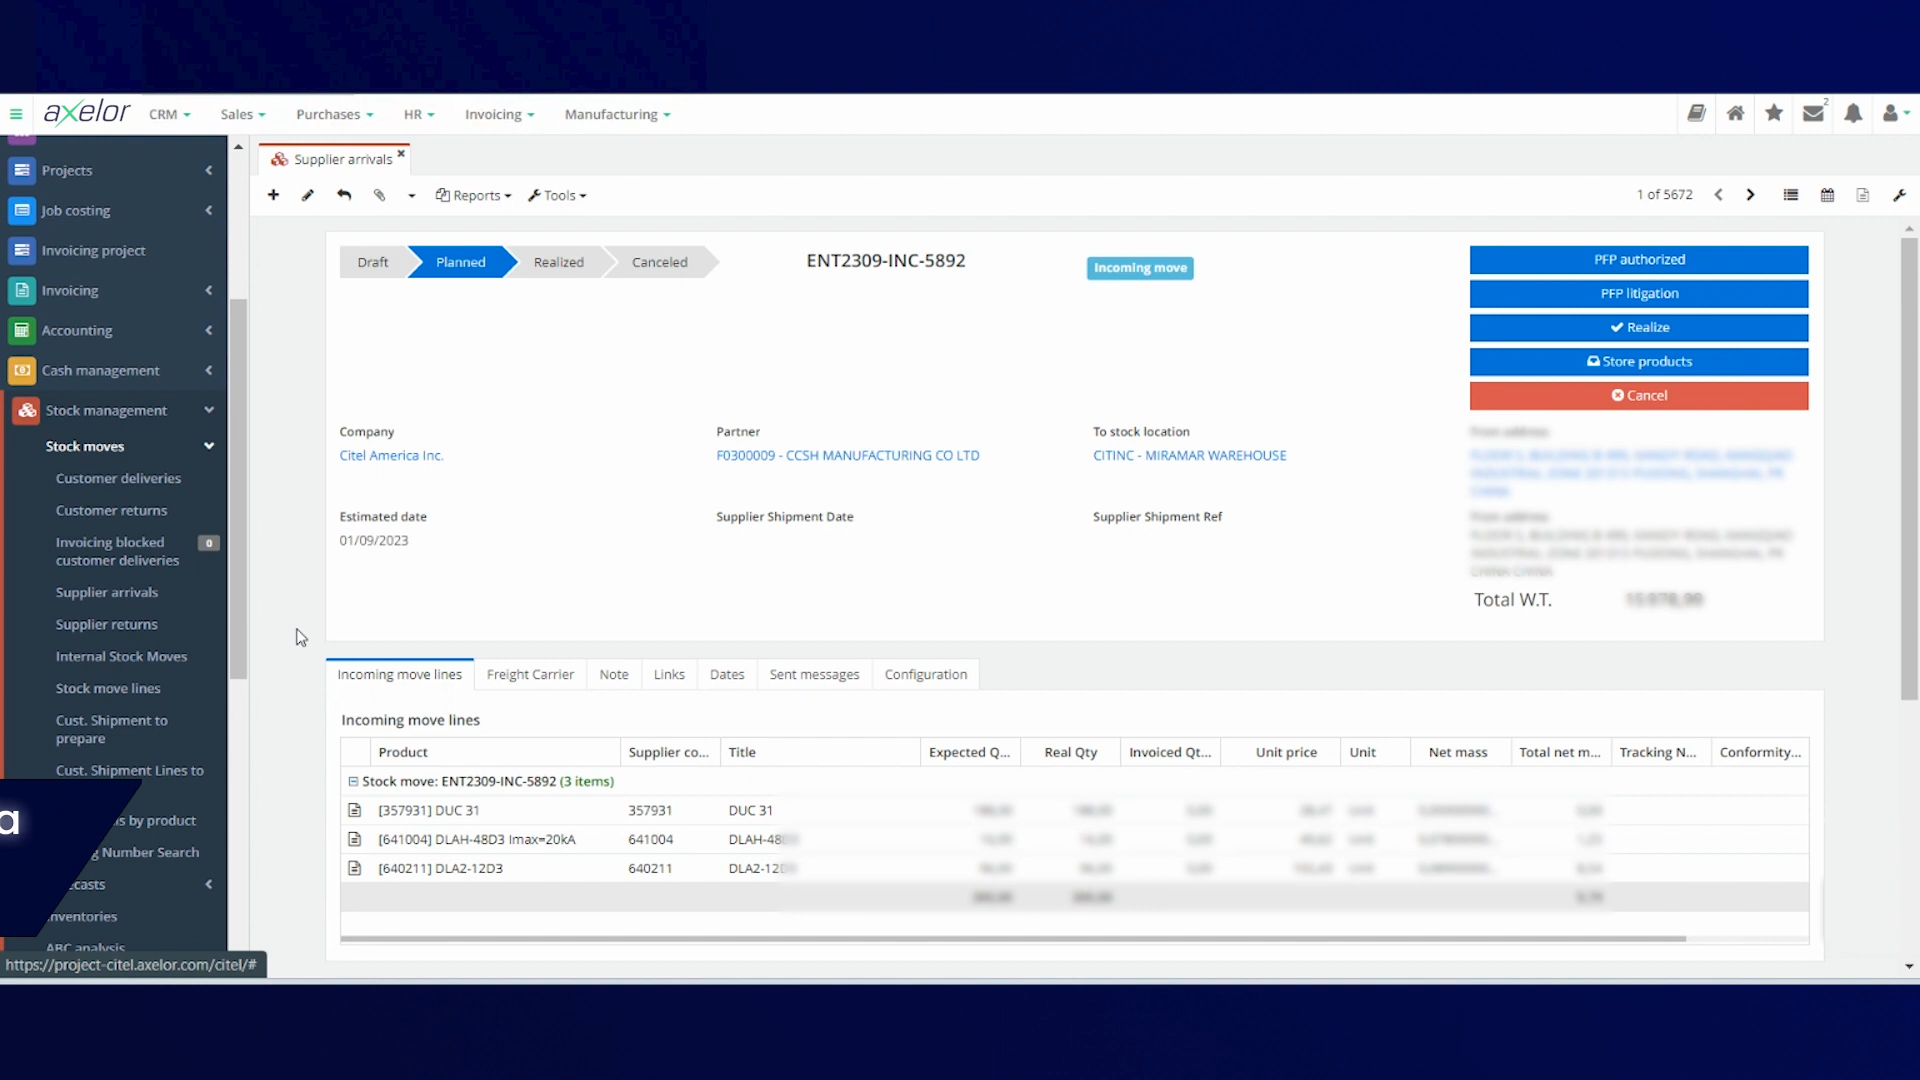 axelor CRM Sales Purchases HR Invoicing Manufacturing 2
Projects
Job costing
Invoicing project
Invoicing
Accounting
Cash management
Stock management
Stock moves
Customer deliveries
Customer returns
Invoicing blocked
customer deliveries 0
Supplier arrivals
Supplier returns
Internal Stock Moves
Stock move lines
Cust. Shipment to
prepare
Cust. Shipment Lines to
s by product
Number Search
ecasts
Inventories
ABC analysis
a
https://project-citel.axelor.com/citel/#
Supplier arrivals
Reports Tools 1 of 5672
Draft Planned Realized Canceled
ENT2309-INC-5892
Incoming move
PFP authorized
PFP litigation
Realize
Store products
Cancel
Company Partner To stock location
Citel America Inc. F0300009 - CCSH MANUFACTURING CO LTD CITINC - MIRAMAR WAREHOUSE
Estimated date Supplier Shipment Date Supplier Shipment Ref
01/09/2023
Total W.T.
Incoming move lines Freight Carrier Note Links Dates Sent messages Configuration
Incoming move lines
Product Supplier co... Title Expected Q... Real Qty Invoiced Qt... Unit price Unit Net mass Total net m... Tracking N... Conformity...
Stock move: ENT2309-INC-5892 (3 items)
[357931] DUC 31 357931 DUC 31
[641004] DLAH-48D3 Imax=20kA 641004 DLAH-48
[640211] DLA2-12D3 640211 DLA2-12